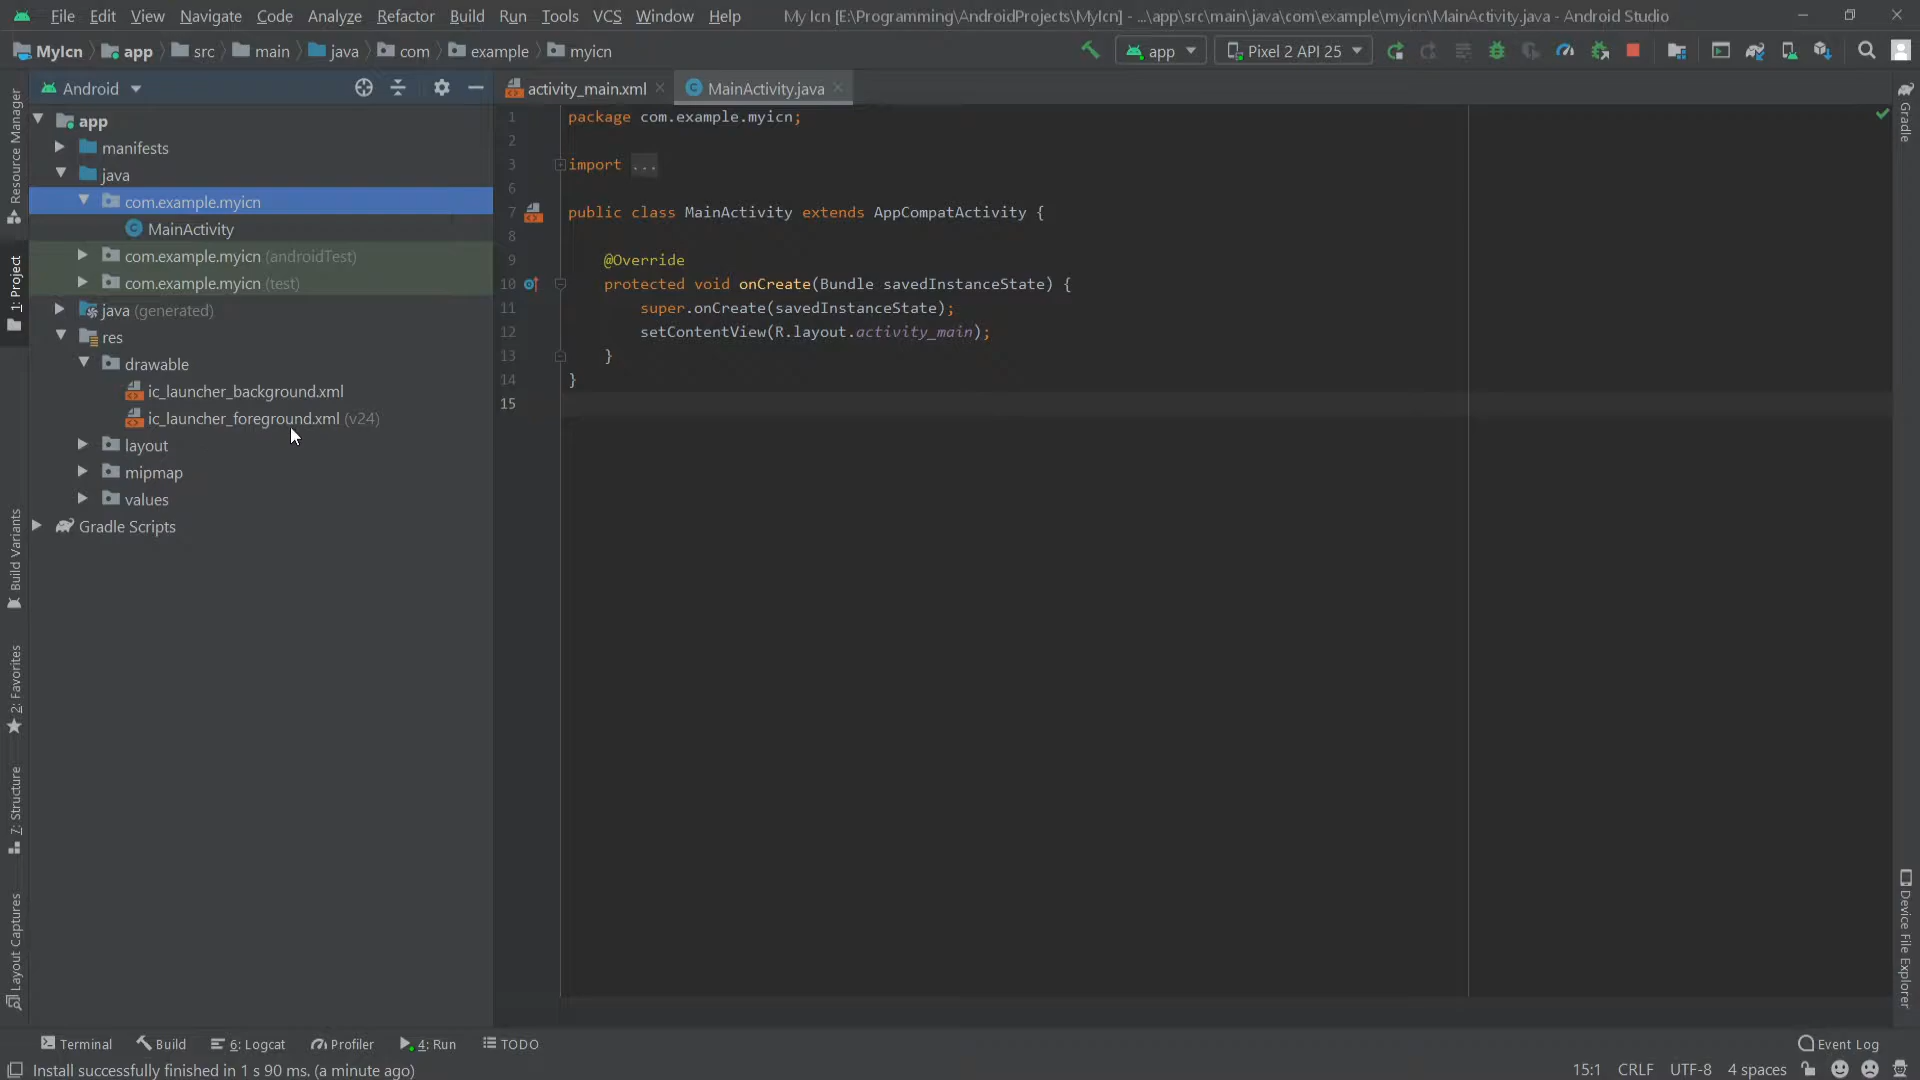 File Edit View Navigate Code Analyze Refactor Build Run Tools VCS Window Help My Icn [E:\Programming\AndroidProjects\MyIcn] - ...\app\src\main\java\com\example\myicn\MainActivity.java - Android Studio
MyIcn app src main java com example myicn app Pixel 2 API 25
Android
activity_main.xml MainActivity.java
app
manifests
java
com.example.myicn
MainActivity
com.example.myicn (androidTest)
com.example.myicn (test)
java (generated)
res
drawable
ic_launcher_background.xml
ic_launcher_foreground.xml (v24)
layout
mipmap
values
Gradle Scripts
1 package com.example.myicn;
2
3 import ...
6
7 public class MainActivity extends AppCompatActivity {
8
9 @Override
10 protected void onCreate(Bundle savedInstanceState) {
11 super.onCreate(savedInstanceState);
12 setContentView(R.layout.activity_main);
13 }
14 }
15
Resource Manager
1: Project
Build Variants
2: Favorites
7: Structure
Layout Captures
Gradle
Device File Explorer
Terminal Build 6: Logcat Profiler 4: Run TODO Event Log
Install successfully finished in 1 s 90 ms. (a minute ago) 15:1 CRLF UTF-8 4 spaces